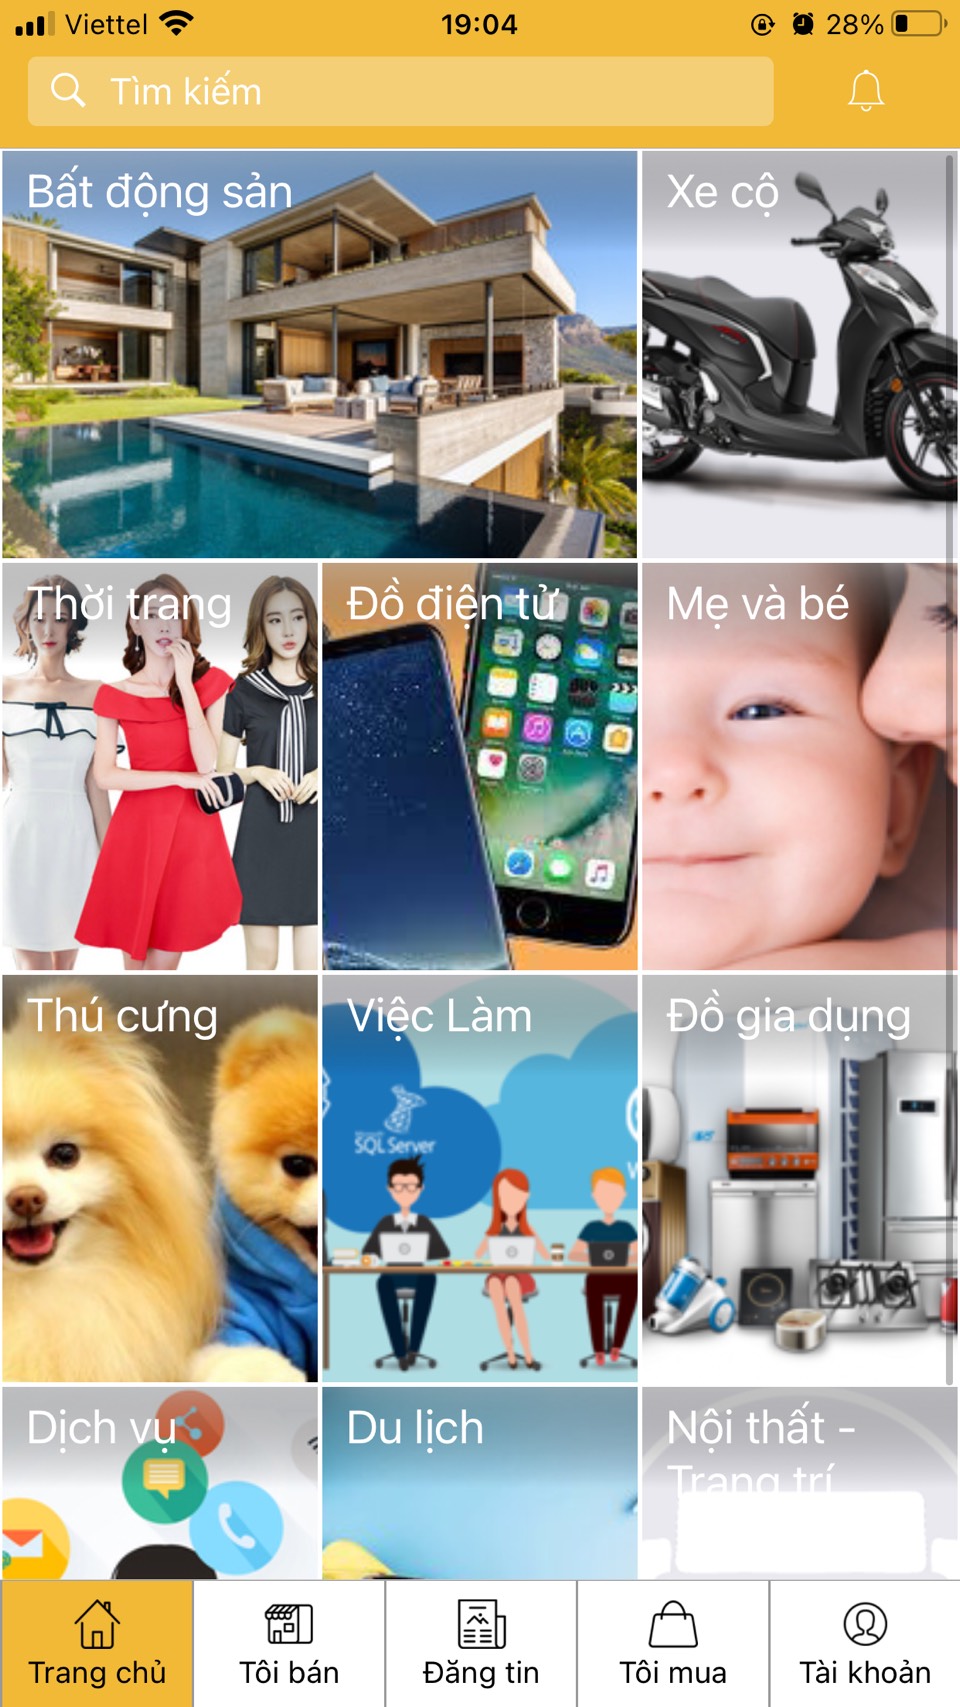 Viettel 19:04 28%
Tìm kiếm
Bất động sản
Xe cộ
Thời trang
Đồ điện tử
Mẹ và bé
Thú cưng
Việc Làm
Đồ gia dụng
SQL Server
Dịch vụ
Du lịch
Nội thất -
Trang trí
Trang chủ
Tôi bán
Đăng tin
Tôi mua
Tài khoản